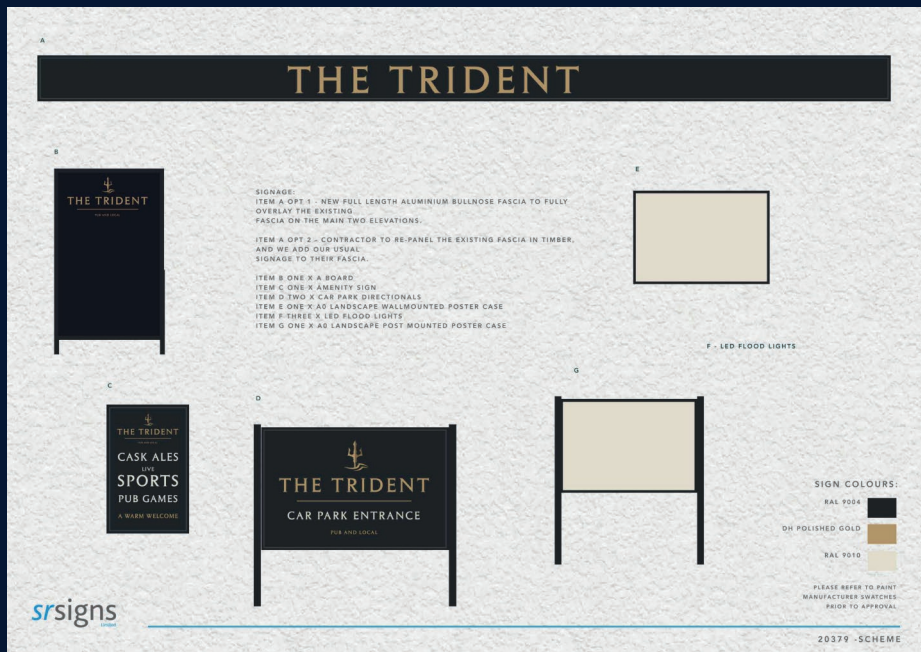 A
THE TRIDENT
B
THE TRIDENT
PUB AND LOCAL
SIGNAGE:
ITEM A OPT 1 - NEW FULL LENGTH ALUMINIUM BULLNOSE FASCIA TO FULLY
OVERLAY THE EXISTING
FASCIA ON THE MAIN TWO ELEVATIONS.
ITEM A OPT 2 - CONTRACTOR TO RE-PANEL THE EXISTING FASCIA IN TIMBER,
AND WE ADD OUR USUAL
SIGNAGE TO THEIR FASCIA.
ITEM B ONE X A BOARD
ITEM C ONE X AMENITY SIGN
ITEM D TWO X CAR PARK DIRECTIONALS
ITEM E ONE X A0 LANDSCAPE WALLMOUNTED POSTER CASE
ITEM F THREE X LED FLOOD LIGHTS
ITEM G ONE X A0 LANDSCAPE POST MOUNTED POSTER CASE
E
F - LED FLOOD LIGHTS
C
THE TRIDENT
CASK ALES
LIVE
SPORTS
PUB GAMES
A WARM WELCOME
D
THE TRIDENT
CAR PARK ENTRANCE
PUB AND LOCAL
G
SIGN COLOURS:
RAL 9004
DH POLISHED GOLD
RAL 9010
PLEASE REFER TO PAINT
MANUFACTURER SWATCHES
PRIOR TO APPROVAL
srsigns
20379 -SCHEME